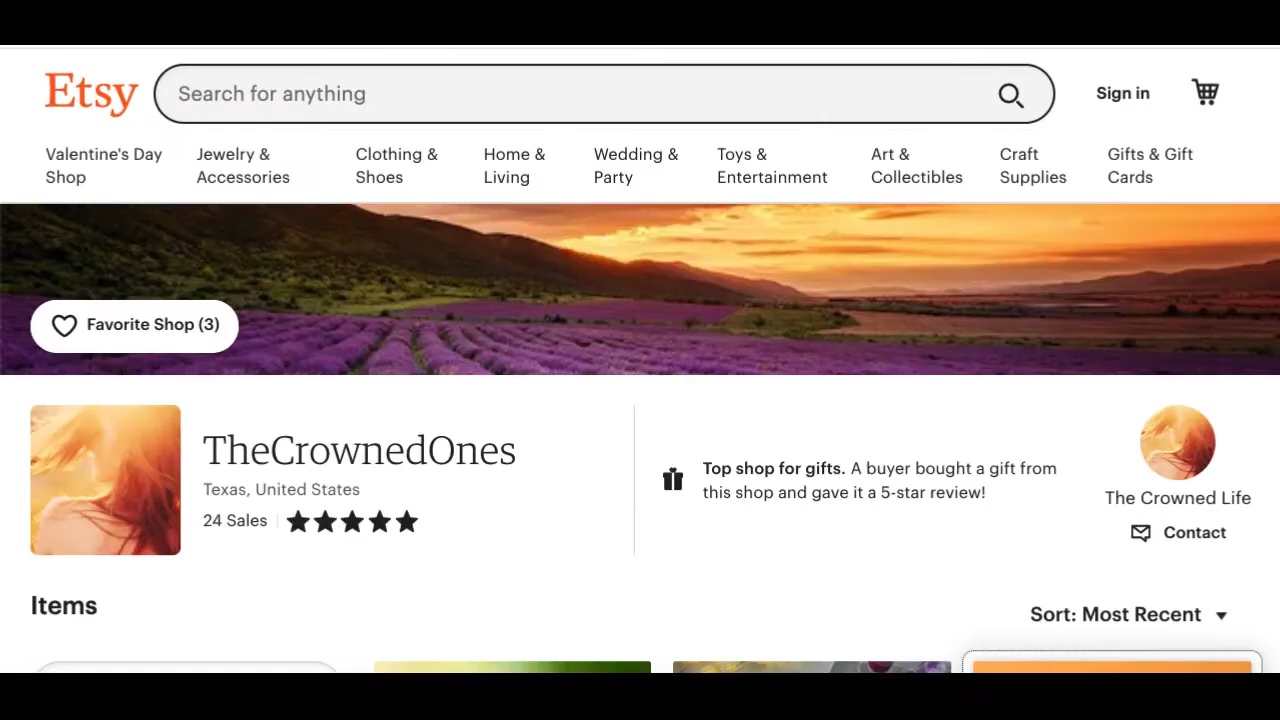 Etsy
Search for anything
Sign in
Valentine's Day
Shop
Jewelry &
Accessories
Clothing &
Shoes
Home &
Living
Wedding &
Party
Toys &
Entertainment
Art &
Collectibles
Craft
Supplies
Gifts & Gift
Cards
Favorite Shop (3)
TheCrownedOnes
Texas, United States
24 Sales
Top shop for gifts. A buyer bought a gift from
this shop and gave it a 5-star review!
The Crowned Life
Contact
Items
Sort: Most Recent